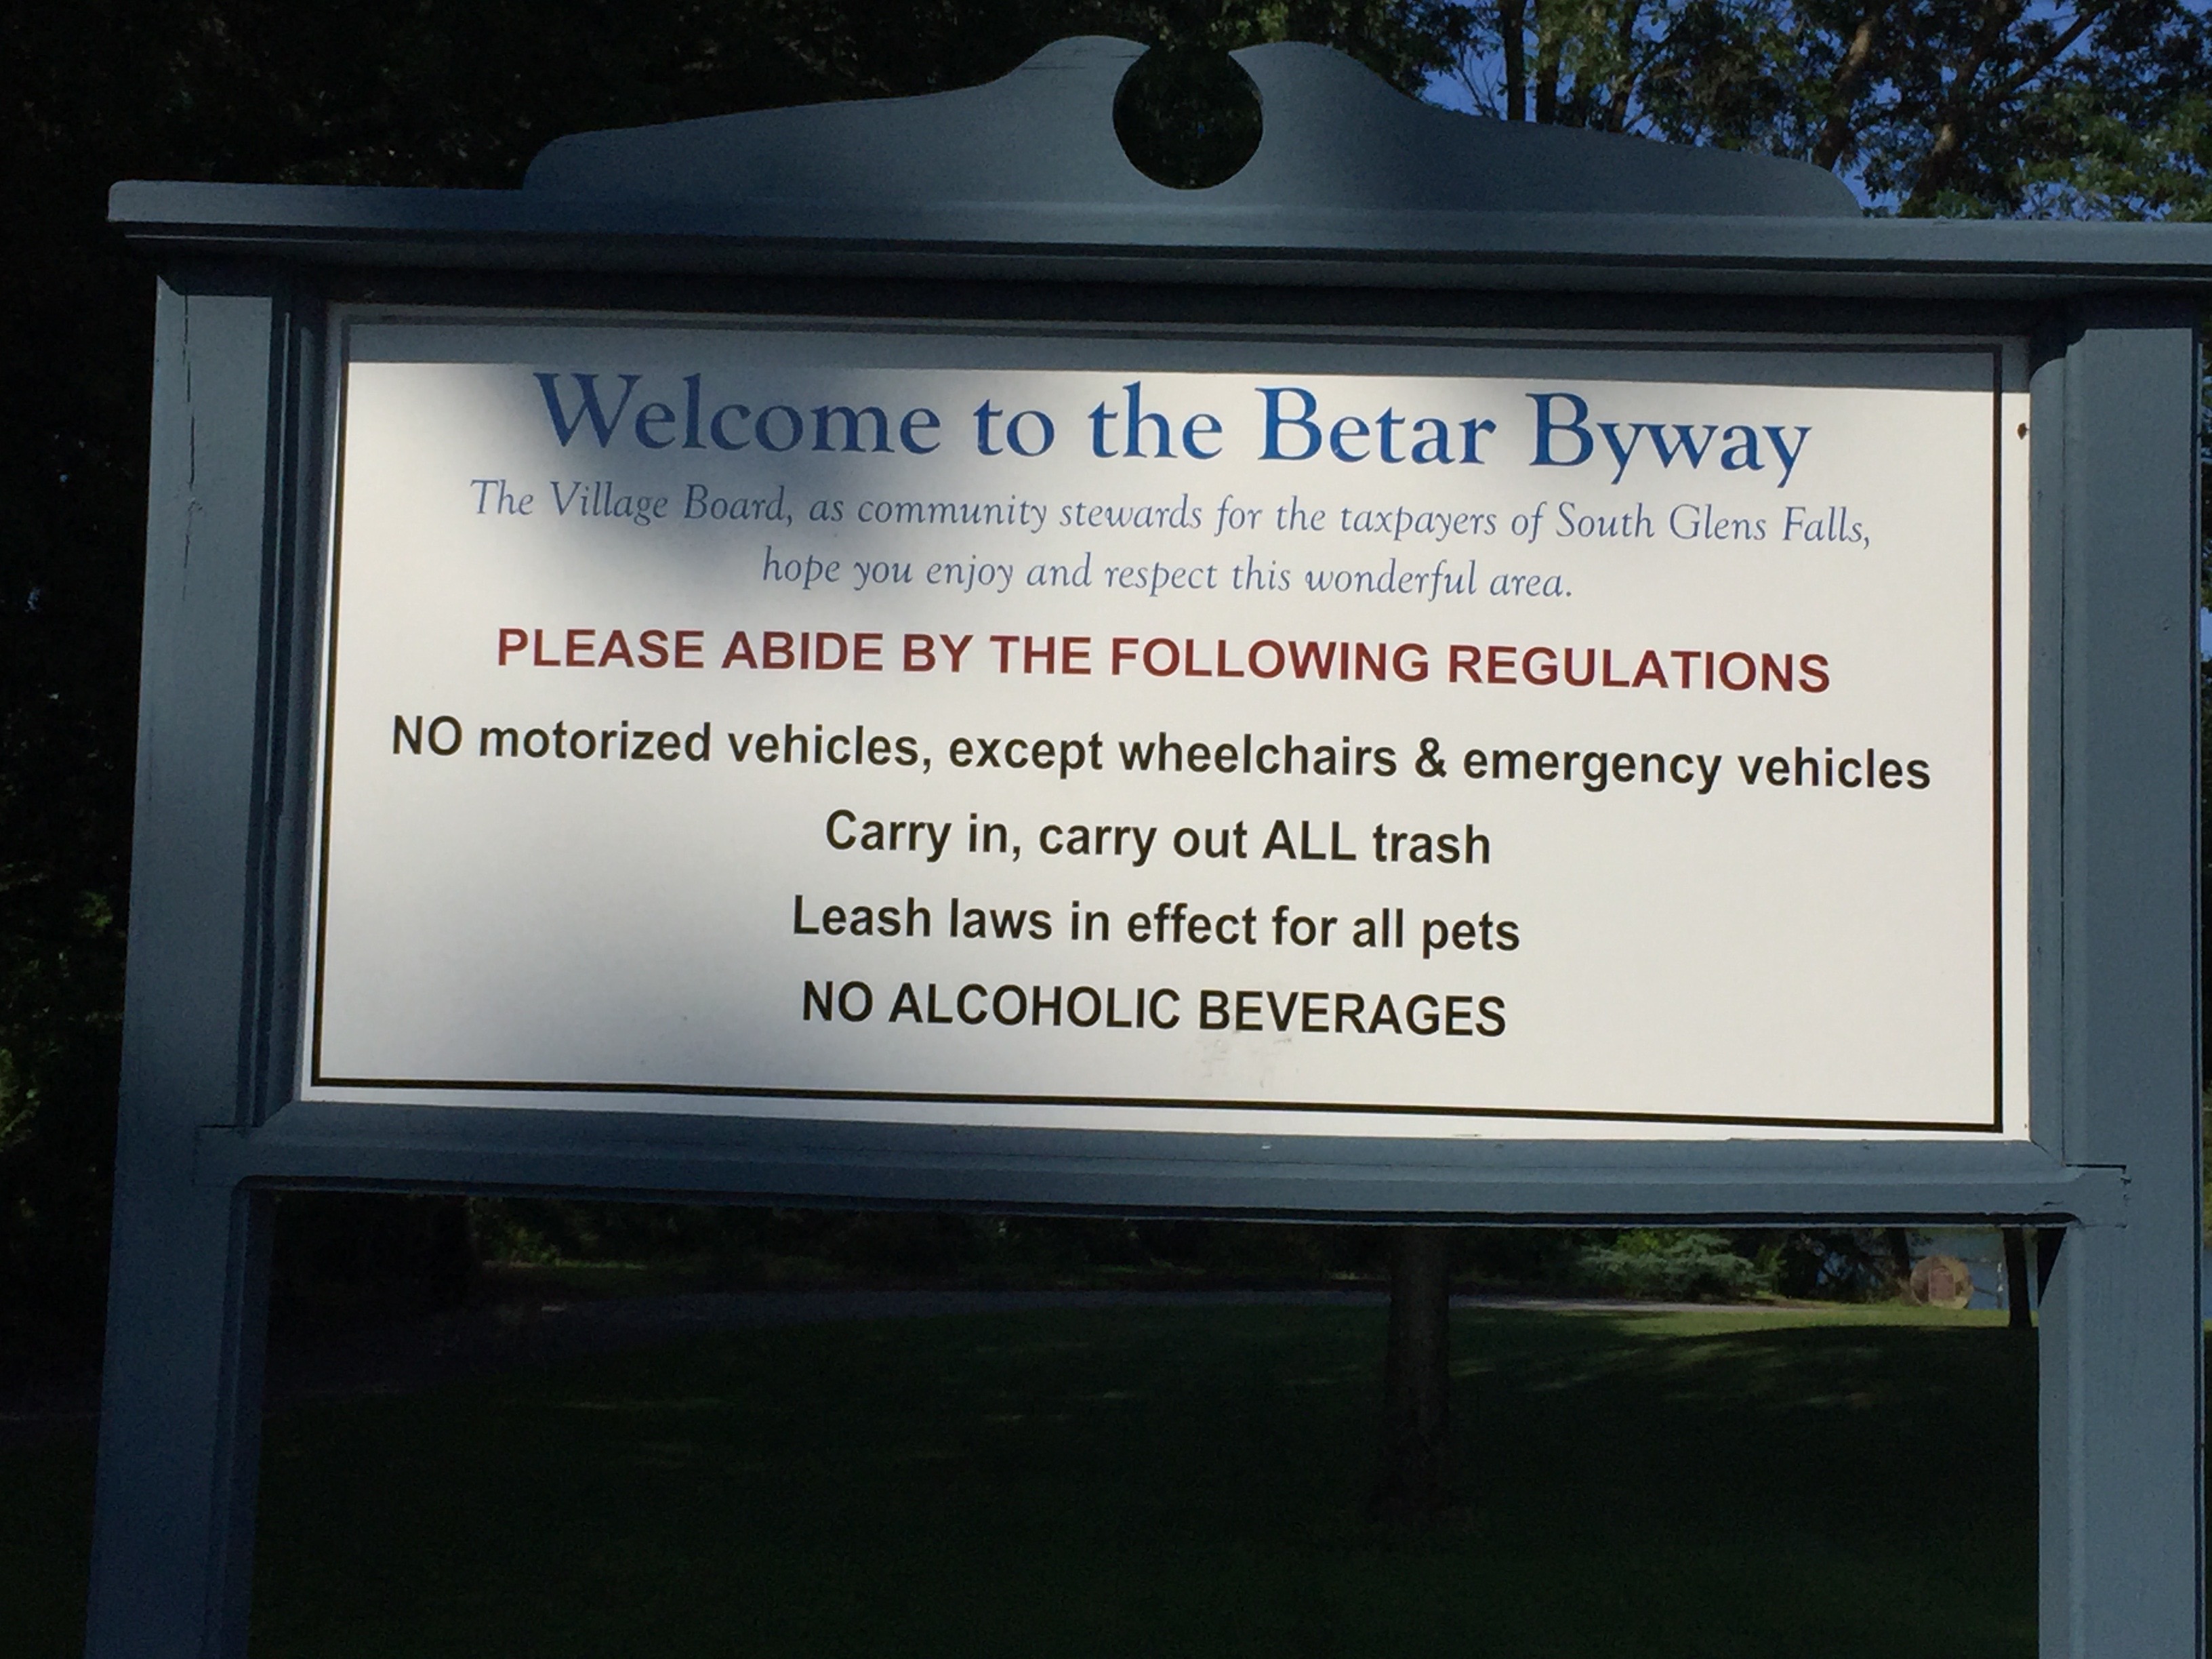 Welcome to the Betar Byway
The Village Board, as community stewards for the taxpayers of South Glens Falls,
hope you enjoy and respect this wonderful area.
PLEASE ABIDE BY THE FOLLOWING REGULATIONS
NO motorized vehicles, except wheelchairs & emergency vehicles
Carry in, carry out ALL trash
Leash laws in effect for all pets
NO ALCOHOLIC BEVERAGES